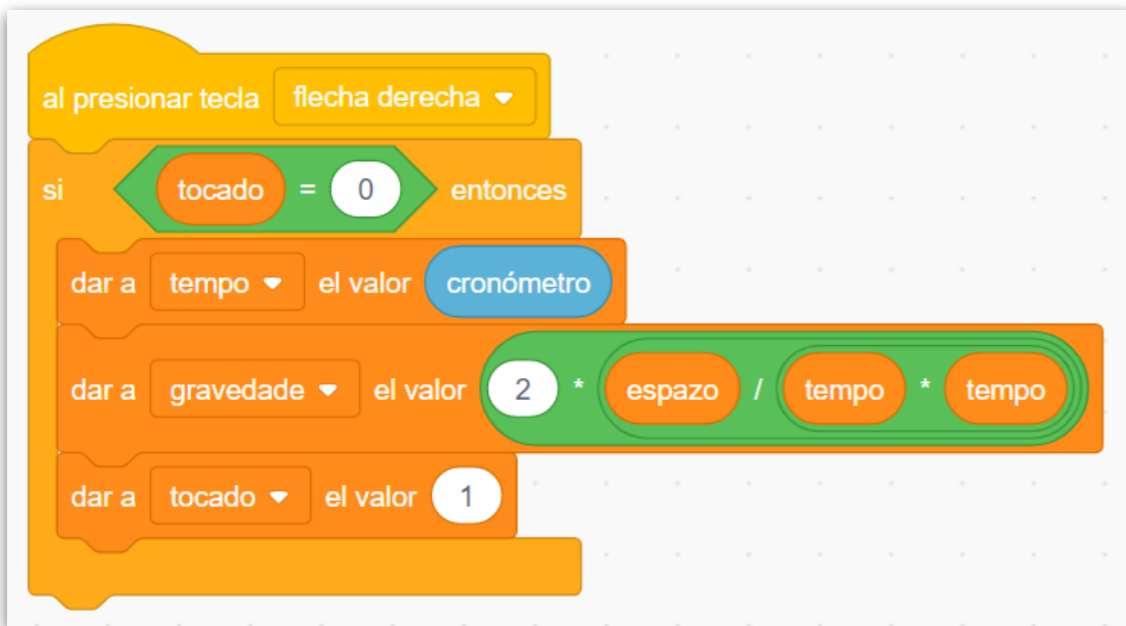 al presionar tecla flecha derecha
si tocado = 0 entonces
dar a tempo el valor cronómetro
dar a gravedade el valor 2 * espazo / tempo * tempo
dar a tocado el valor 1